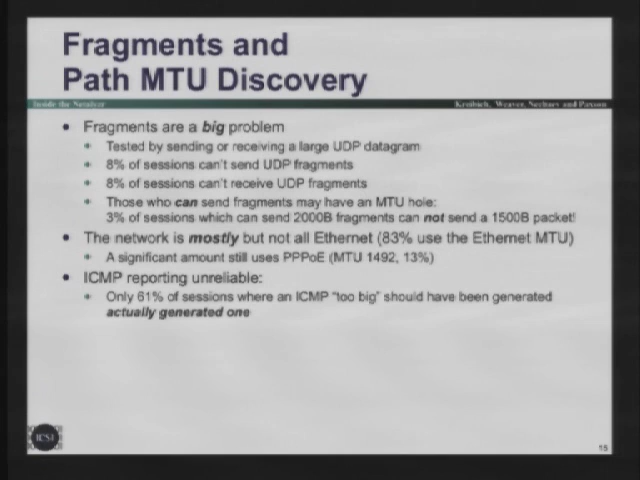 Fragments and
Path MTU Discovery
Inside the Netalyzr
Kreibich, Weaver, Nechaev and Paxson
• Fragments are a big problem
• Tested by sending or receiving a large UDP datagram
• 8% of sessions can't send UDP fragments
• 8% of sessions can't receive UDP fragments
• Those who can send fragments may have an MTU hole:
3% of sessions which can send 2000B fragments can not send a 1500B packet!
• The network is mostly but not all Ethernet (83% use the Ethernet MTU)
• A significant amount still uses PPPoE (MTU 1492, 13%)
• ICMP reporting unreliable:
• Only 61% of sessions where an ICMP "too big" should have been generated
actually generated one
ICSI
15